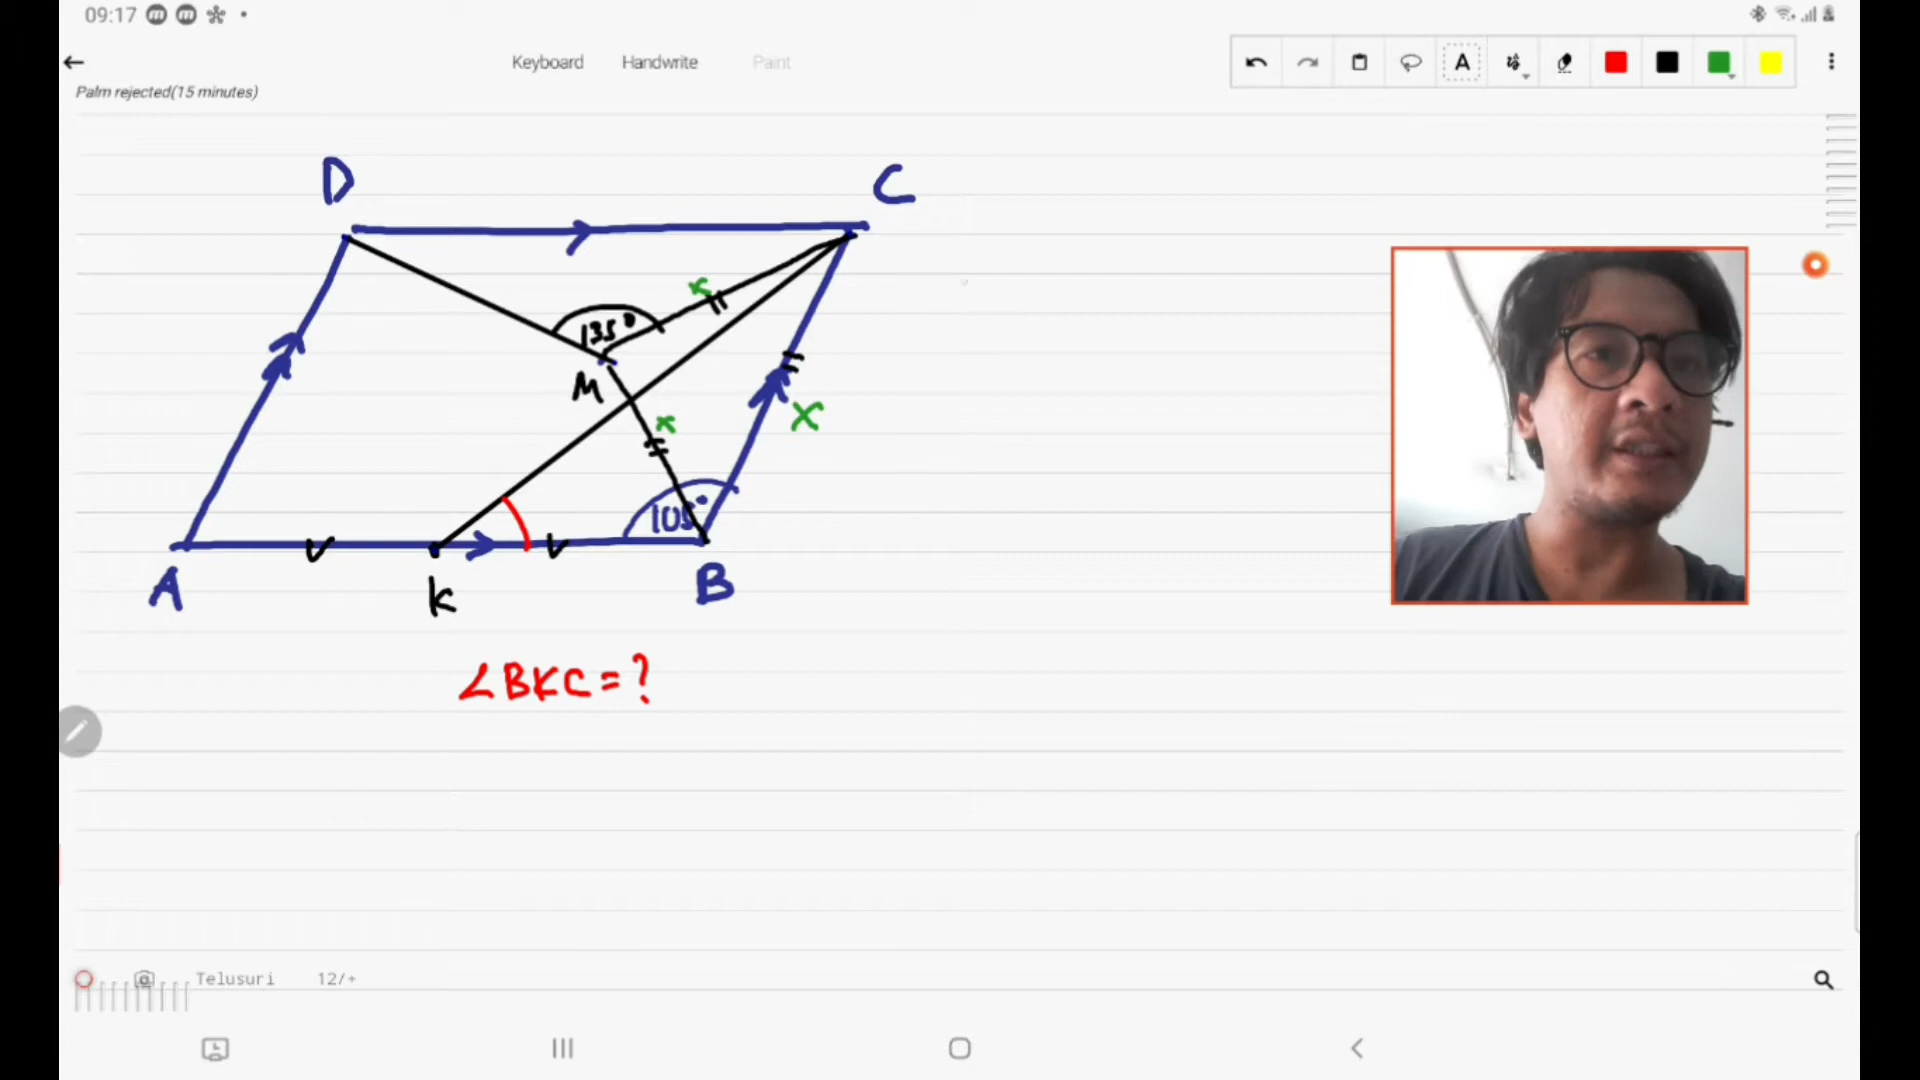 09:17
Keyboard Handwrite Paint
A
Palm rejected(15 minutes)
D C
x
135°
M
x
X
105°
A K B
∠BKC=?
Telusuri 12/+